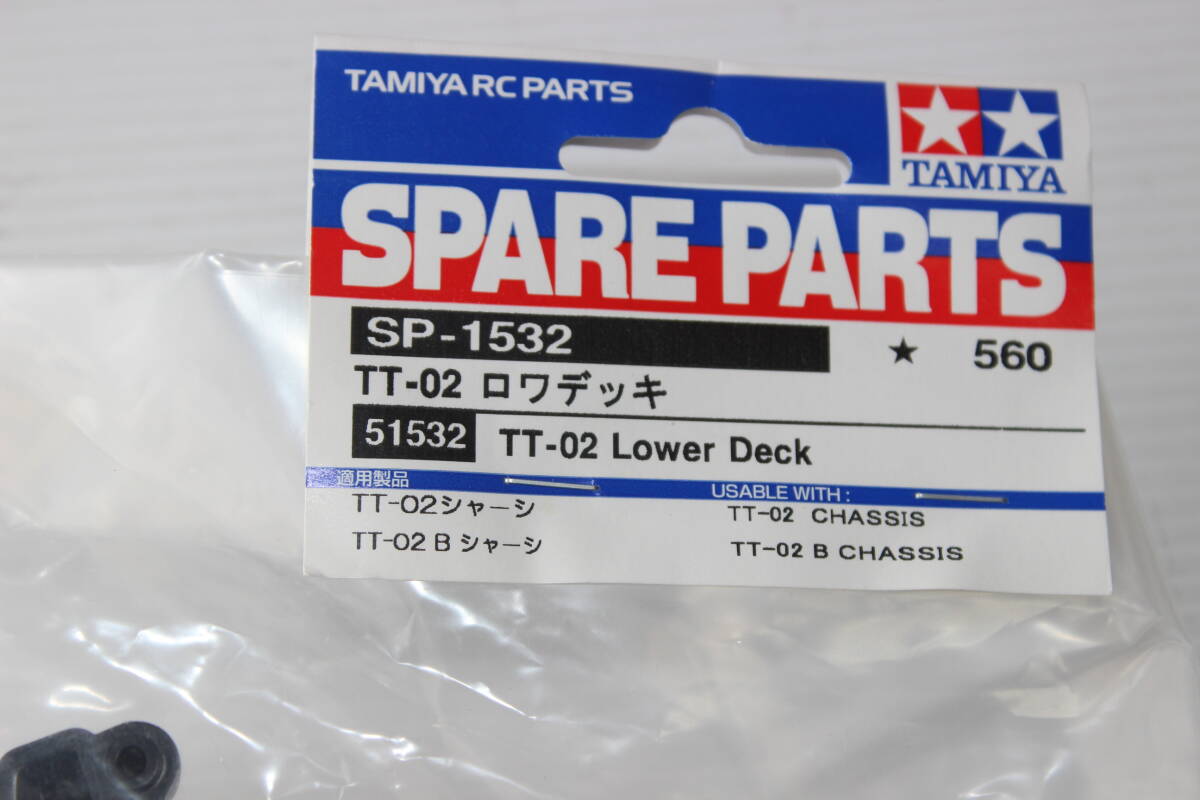 TAMIYA RC PARTS
TAMIYA
SPARE PARTS
SP-1532 ★ 560
TT-02 ロワデッキ
51532 TT-02 Lower Deck
適用製品 USABLE WITH :
TT-02シャーシ TT-02 CHASSIS
TT-02 B シャーシ TT-02 B CHASSIS